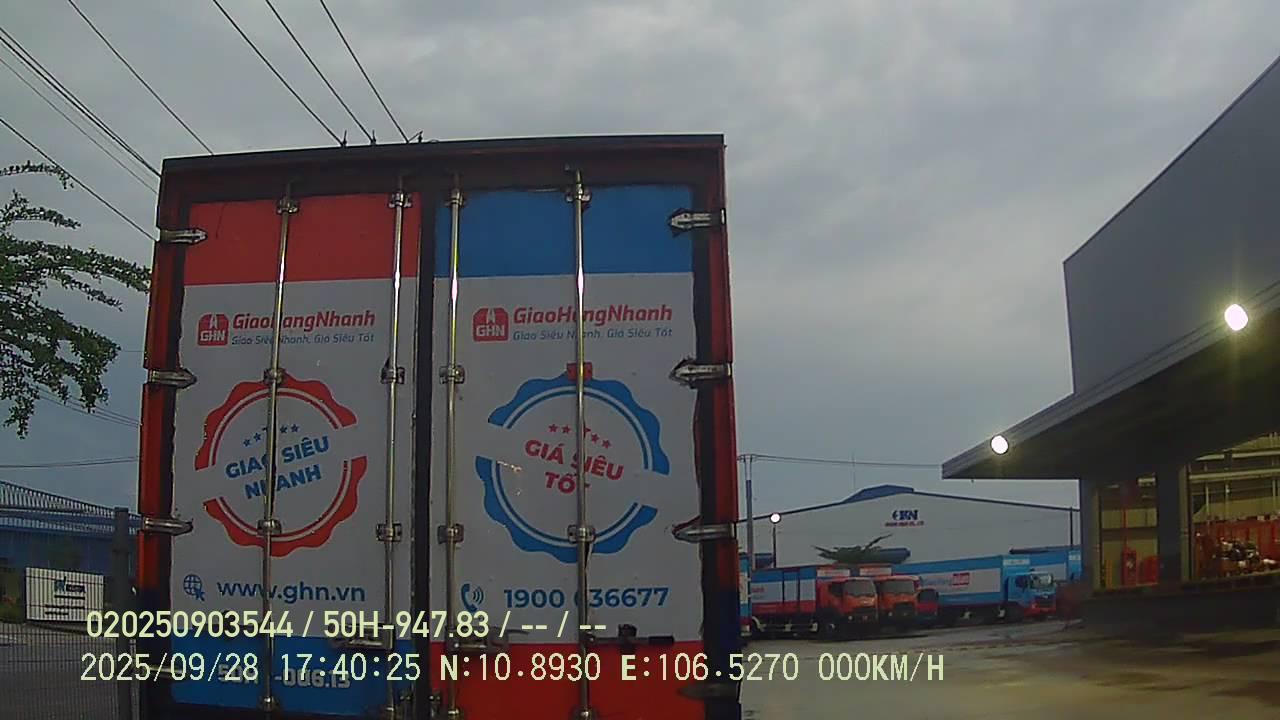 GHN GiaoHangNhanh
Giao Siêu Nhanh, Giá Siêu Tốt
GIAO SIÊU
NHANH
www.ghn.vn
GHN GiaoHangNhanh
Giao Siêu Nhanh, Giá Siêu Tốt
GIÁ SIÊU
TỐT
1900 636677
020250903544 / 50H-947.83 / -- / --
2025/09/28 17:40:25 N:10.8930 E:106.5270 000KM/H